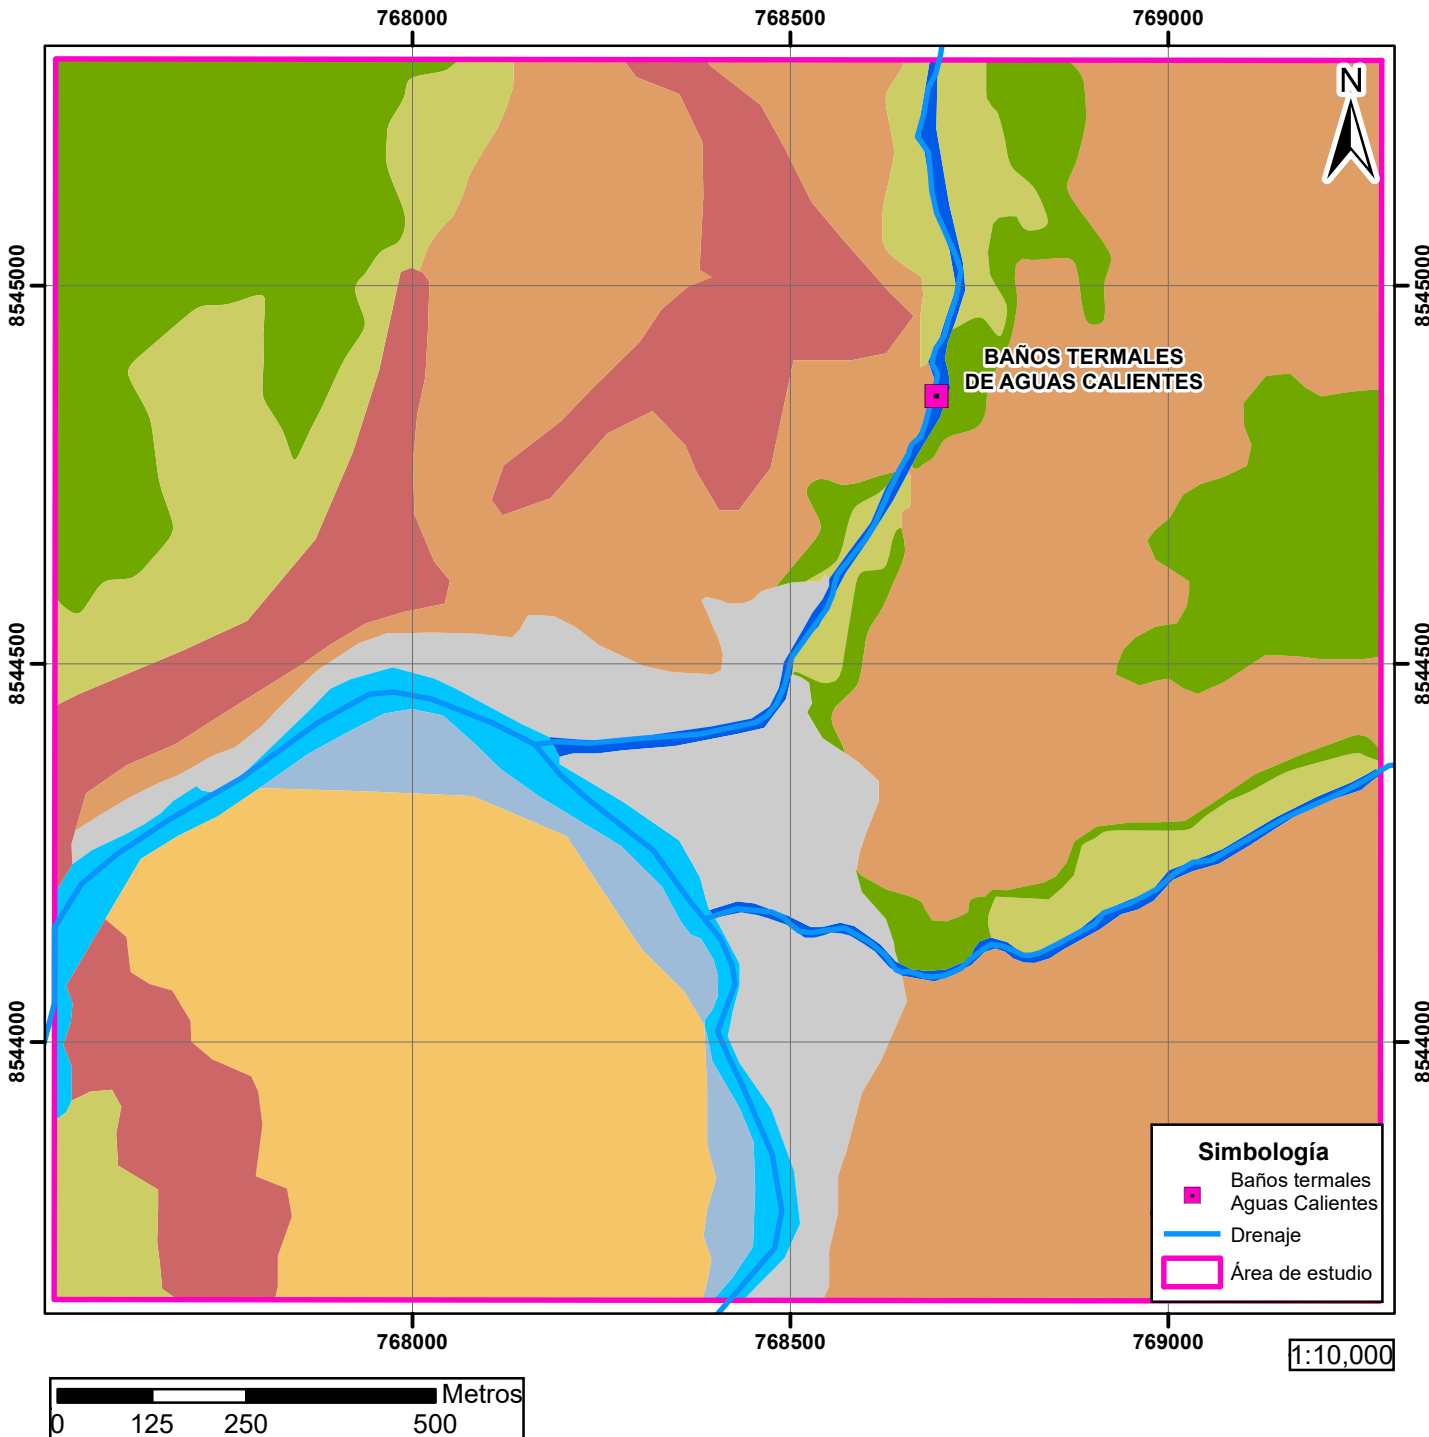 768000 768500 769000
N
8545000 8545000
BAÑOS TERMALES
DE AGUAS CALIENTES
8544500 8544500
8544000 8544000
Simbología
Baños termales
Aguas Calientes
Drenaje
Área de estudio
768000 768500 769000
1:10,000
Metros
0 125 250 500